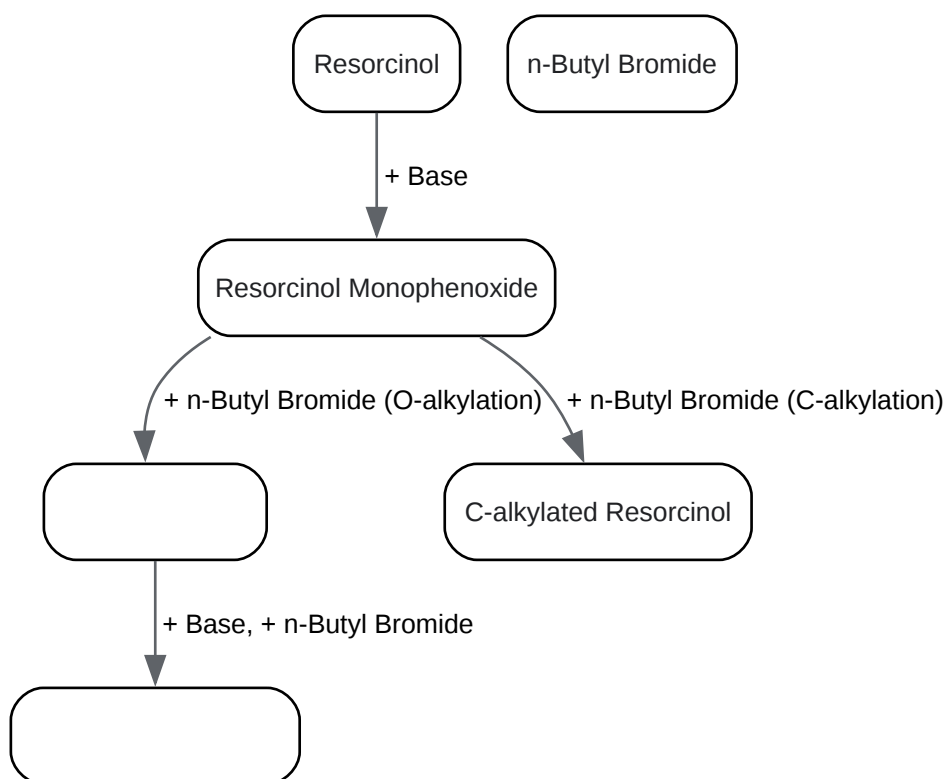 Resorcinol
n-Butyl Bromide
+ Base
Resorcinol Monophenoxide
+ n-Butyl Bromide (O-alkylation)
+ n-Butyl Bromide (C-alkylation)
C-alkylated Resorcinol
+ Base, + n-Butyl Bromide